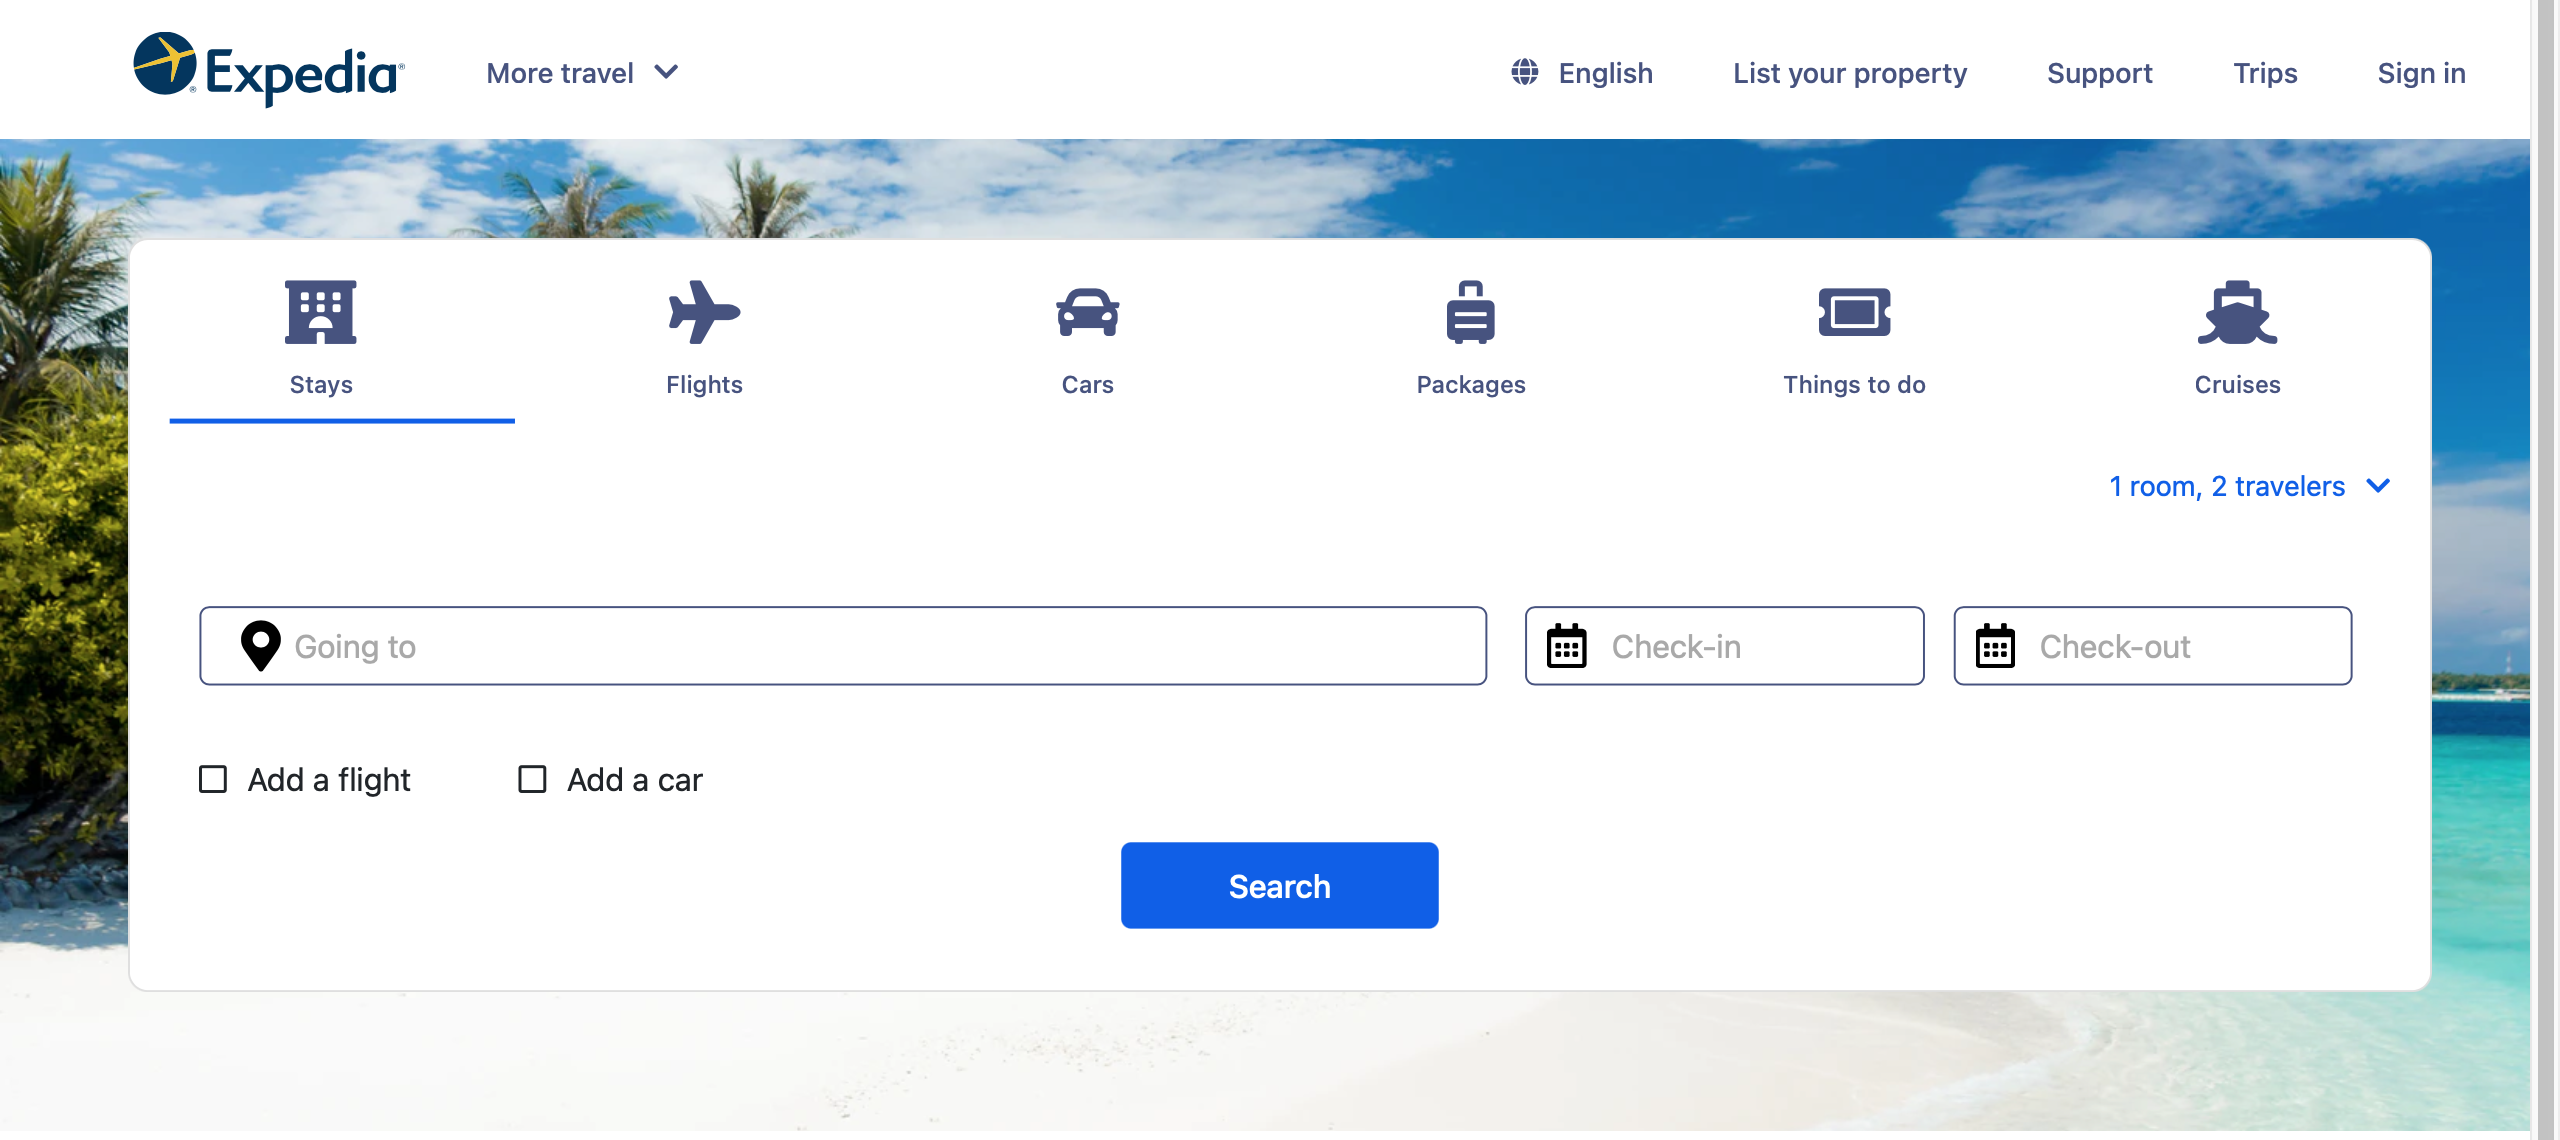 Expedia
More travel
English
List your property
Support
Trips
Sign in
Stays
Flights
Cars
Packages
Things to do
Cruises
1 room, 2 travelers
Going to
Check-in
Check-out
Add a flight
Add a car
Search